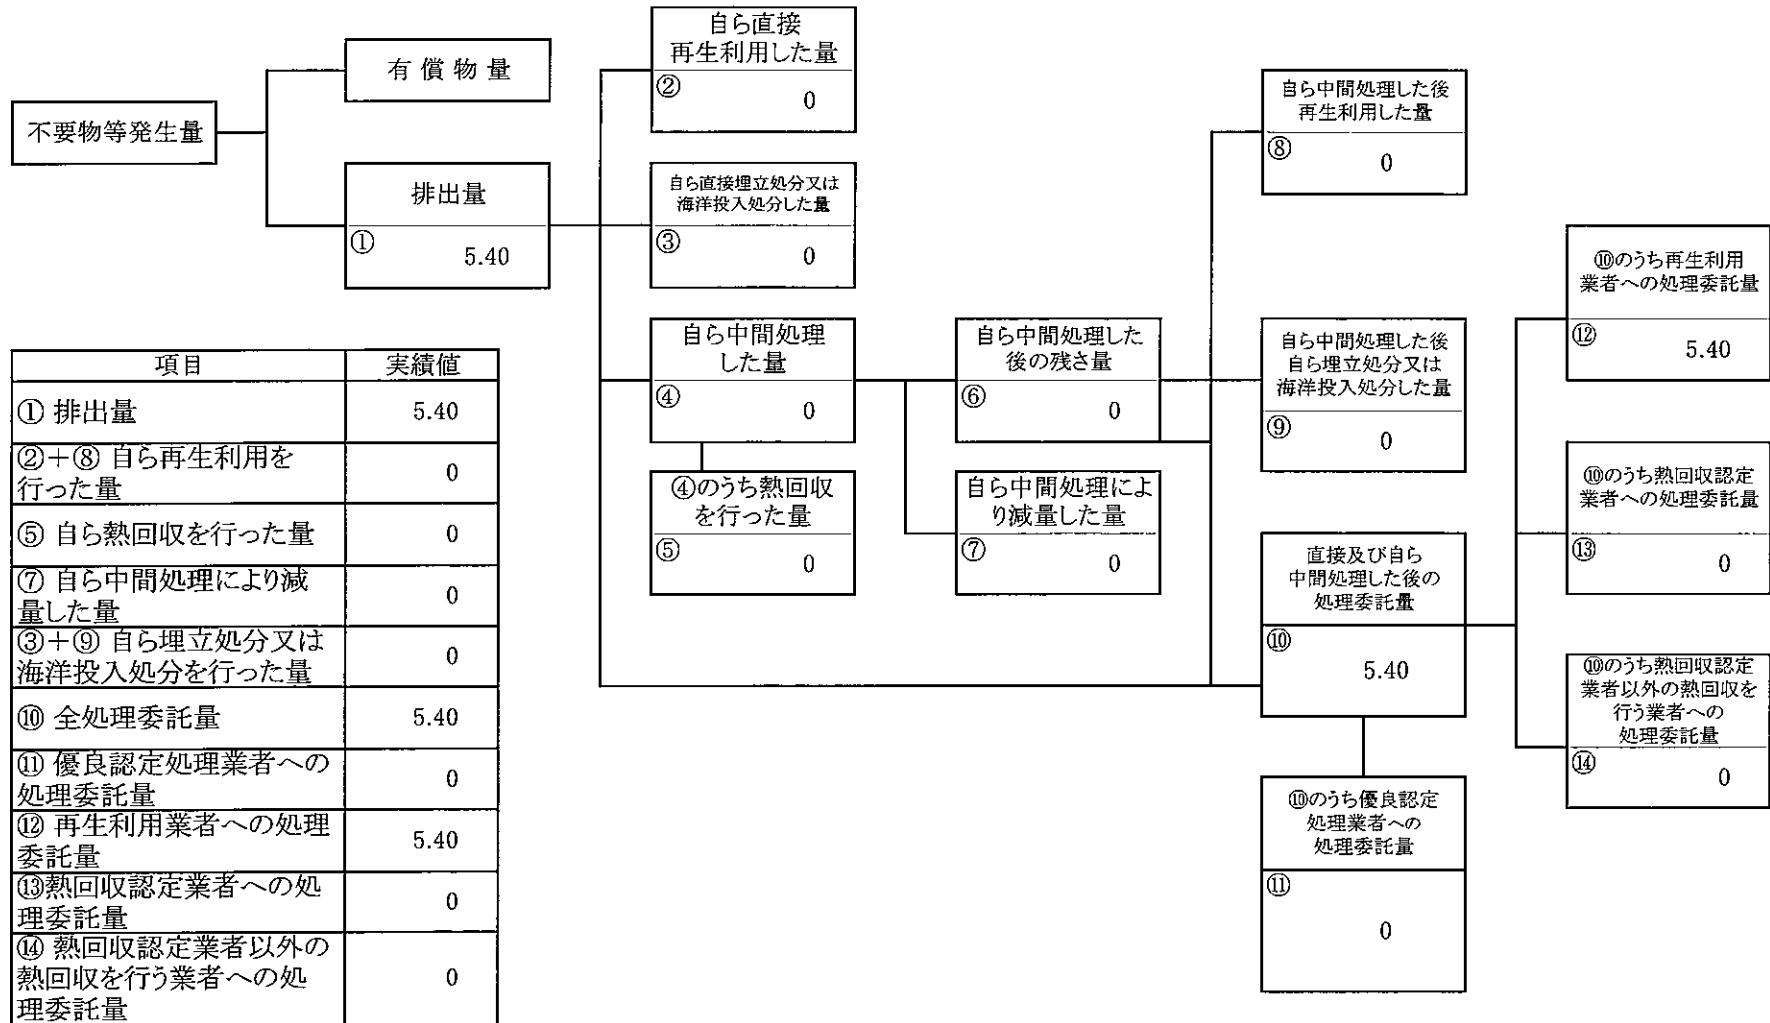 不要物等発生量
有償物量
排出量
①
5.40
自ら直接
再生利用した量
②
0
自ら直接埋立処分又は
海洋投入処分した量
③
0
自ら中間処理
した量
④
0
④のうち熱回収
を行った量
⑤
0
自ら中間処理した
後の残さ量
⑥
0
自ら中間処理によ
り減量した量
⑦
0
自ら中間処理した後
再生利用した量
⑧
0
自ら中間処理した後
自ら埋立処分又は
海洋投入処分した量
⑨
0
直接及び自ら
中間処理した後の
処理委託量
⑩
5.40
⑩のうち優良認定
処理業者への
処理委託量
⑪
0
⑩のうち再生利用
業者への処理委託量
⑫
5.40
⑩のうち熱回収認定
業者への処理委託量
⑬
0
⑩のうち熱回収認定
業者以外の熱回収を
行う業者への
処理委託量
⑭
0
項目 実績値
① 排出量 5.40
②+⑧ 自ら再生利用を
行った量 0
⑤ 自ら熱回収を行った量 0
⑦ 自ら中間処理により減
量した量 0
③+⑨ 自ら埋立処分又は
海洋投入処分を行った量 0
⑩ 全処理委託量 5.40
⑪ 優良認定処理業者への
処理委託量 0
⑫ 再生利用業者への処理
委託量 5.40
⑬熱回収認定業者への処
理委託量 0
⑭ 熱回収認定業者以外の
熱回収を行う業者への処
理委託量 0